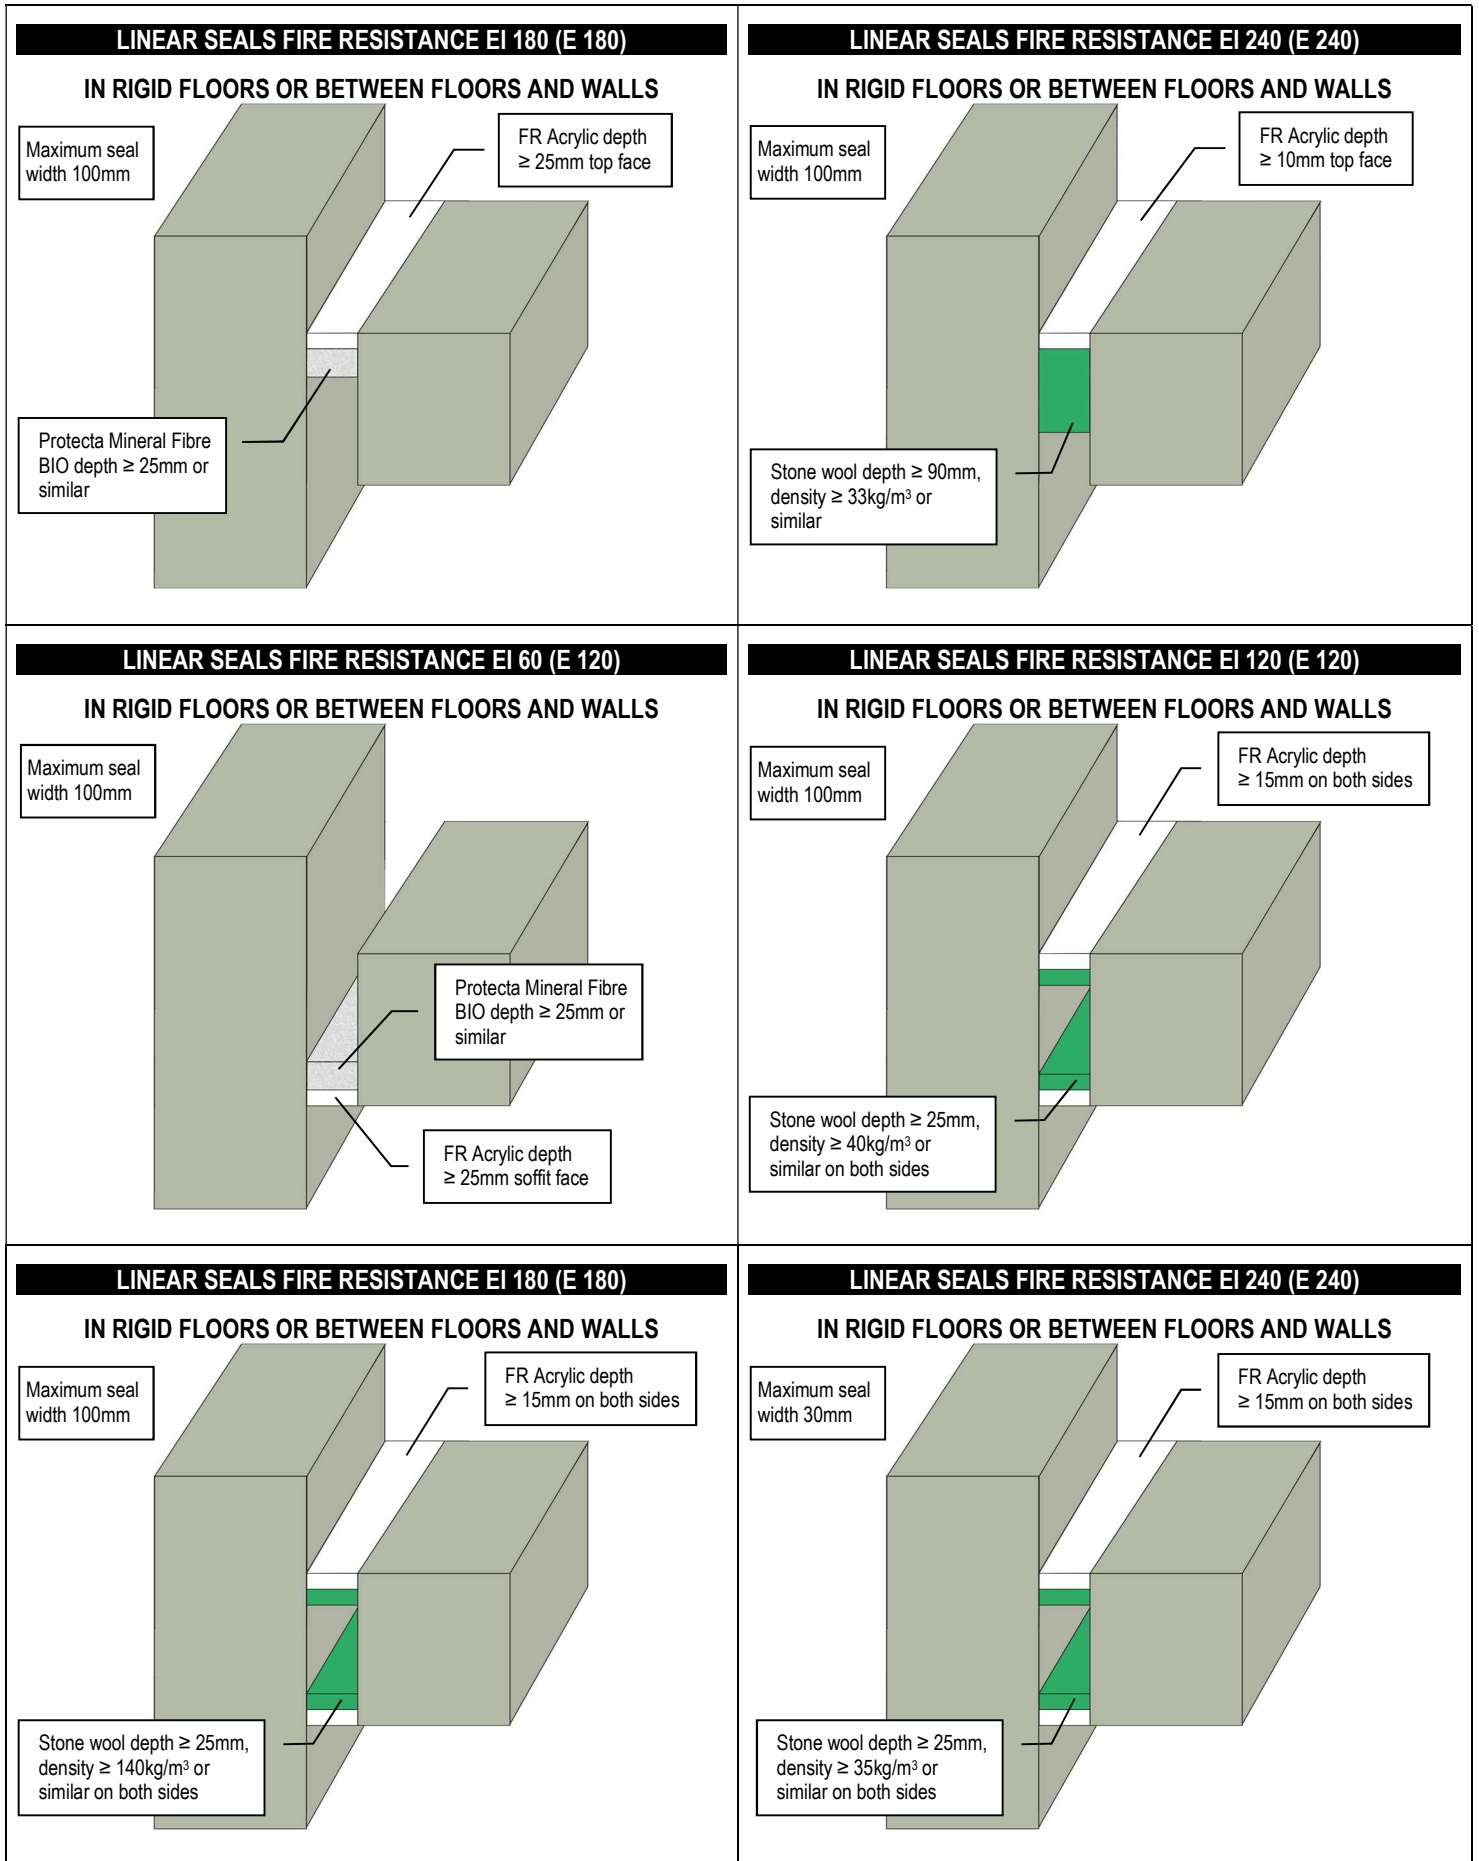 LINEAR SEALS FIRE RESISTANCE EI 180 (E 180)
IN RIGID FLOORS OR BETWEEN FLOORS AND WALLS
Maximum seal
width 100mm
FR Acrylic depth
≥ 25mm top face
Protecta Mineral Fibre
BIO depth ≥ 25mm or
similar
LINEAR SEALS FIRE RESISTANCE EI 240 (E 240)
IN RIGID FLOORS OR BETWEEN FLOORS AND WALLS
Maximum seal
width 100mm
FR Acrylic depth
≥ 10mm top face
Stone wool depth ≥ 90mm,
density ≥ 33kg/m³ or
similar
LINEAR SEALS FIRE RESISTANCE EI 60 (E 120)
IN RIGID FLOORS OR BETWEEN FLOORS AND WALLS
Maximum seal
width 100mm
Protecta Mineral Fibre
BIO depth ≥ 25mm or
similar
FR Acrylic depth
≥ 25mm soffit face
LINEAR SEALS FIRE RESISTANCE EI 120 (E 120)
IN RIGID FLOORS OR BETWEEN FLOORS AND WALLS
Maximum seal
width 100mm
FR Acrylic depth
≥ 15mm on both sides
Stone wool depth ≥ 25mm,
density ≥ 40kg/m³ or
similar on both sides
LINEAR SEALS FIRE RESISTANCE EI 180 (E 180)
IN RIGID FLOORS OR BETWEEN FLOORS AND WALLS
Maximum seal
width 100mm
FR Acrylic depth
≥ 15mm on both sides
Stone wool depth ≥ 25mm,
density ≥ 140kg/m³ or
similar on both sides
LINEAR SEALS FIRE RESISTANCE EI 240 (E 240)
IN RIGID FLOORS OR BETWEEN FLOORS AND WALLS
Maximum seal
width 30mm
FR Acrylic depth
≥ 15mm on both sides
Stone wool depth ≥ 25mm,
density ≥ 35kg/m³ or
similar on both sides